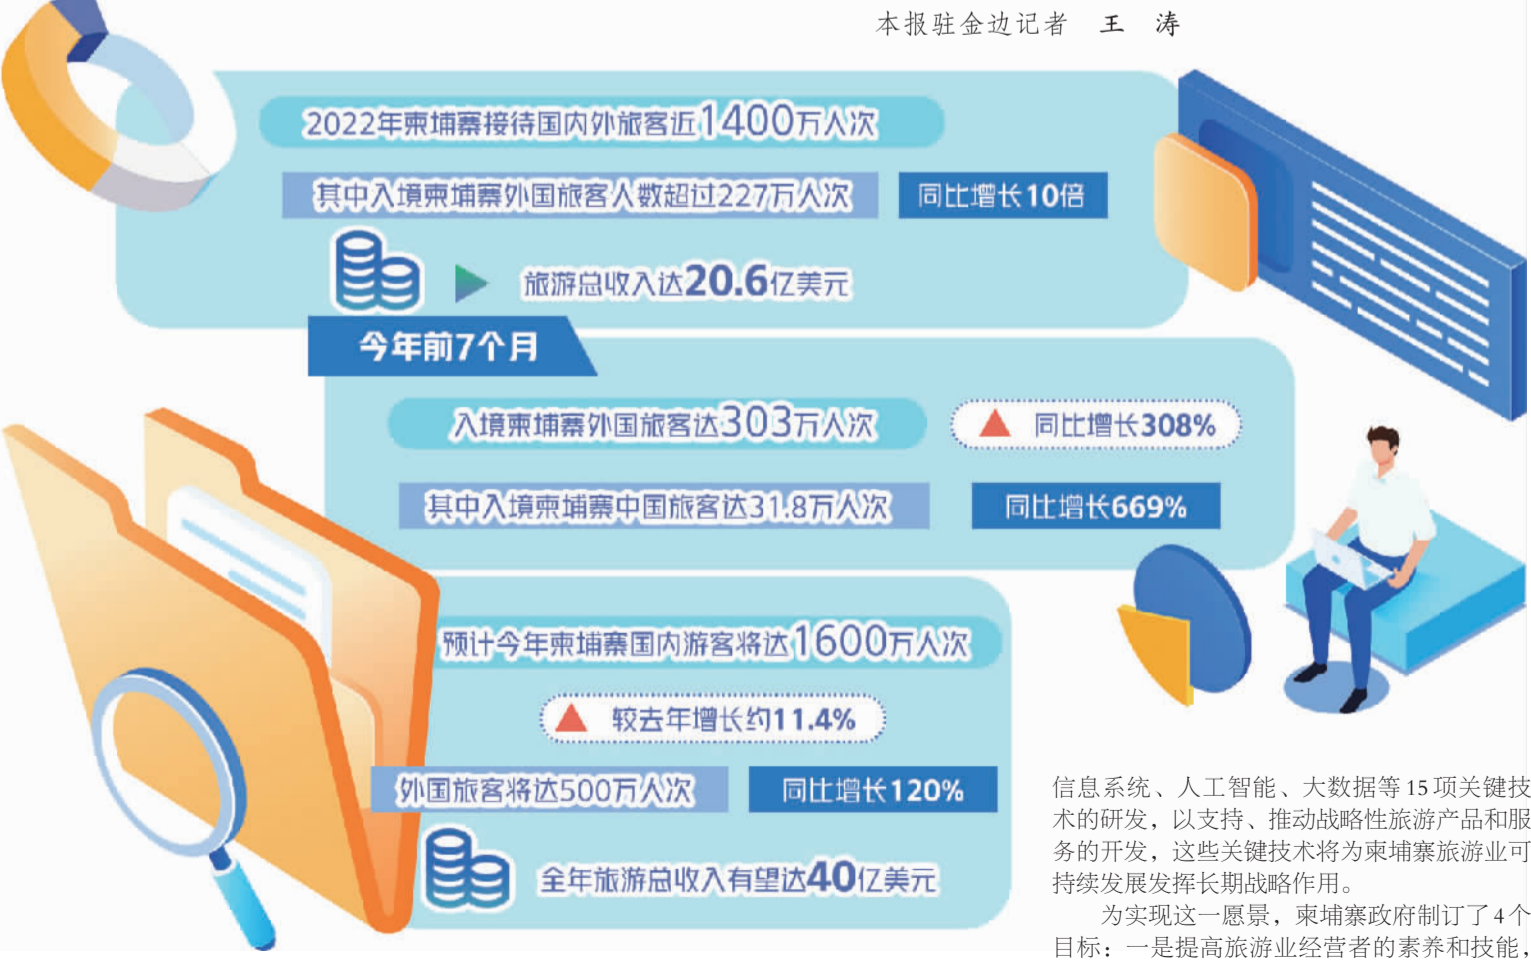 本报驻金边记者 王 涛
2022年柬埔寨接待国内外旅客近1400万人次
其中入境柬埔寨外国旅客人数超过227万人次 同比增长10倍
旅游总收入达20.6亿美元
今年前7个月
入境柬埔寨外国旅客达303万人次 同比增长308%
其中入境柬埔寨中国旅客达31.8万人次 同比增长669%
预计今年柬埔寨国内游客将达1600万人次
较去年增长约11.4%
外国旅客将达500万人次 同比增长120%
全年旅游总收入有望达40亿美元
信息系统、人工智能、大数据等15项关键技
术的研发，以支持、推动战略性旅游产品和服
务的开发，这些关键技术将为柬埔寨旅游业可
持续发展发挥长期战略作用。
为实现这一愿景，柬埔寨政府制订了4个
目标：一是提高旅游业经营者的素养和技能，